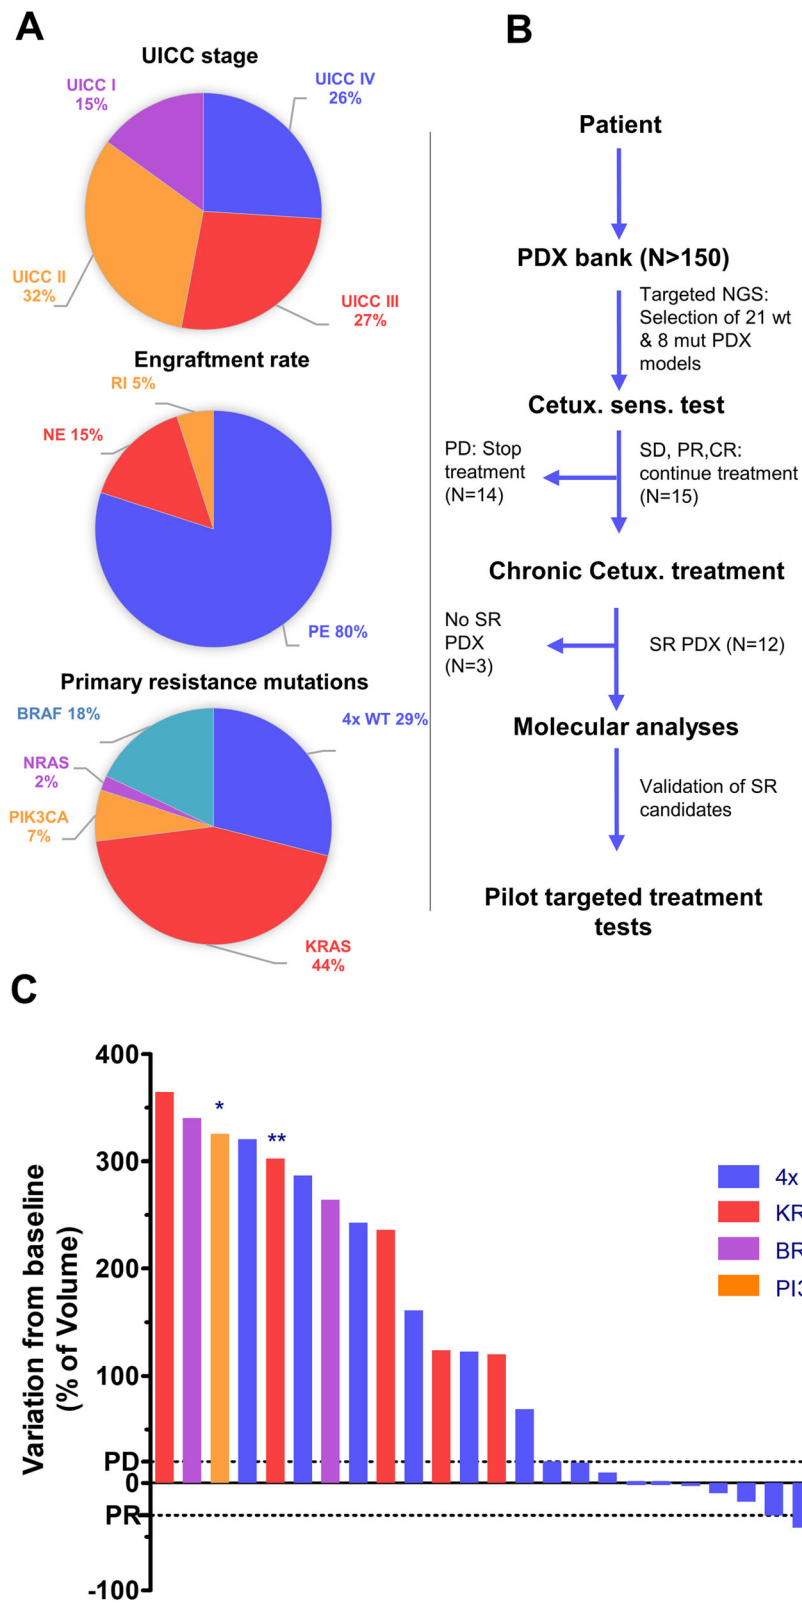 A
UICC stage
UICC I
15%
UICC IV
26%
UICC II
32%
UICC III
27%
Engraftment rate
RI 5%
NE 15%
PE 80%
Primary resistance mutations
BRAF 18%
4x WT 29%
NRAS
2%
PIK3CA
7%
KRAS
44%
B
Patient
PDX bank (N>150)
Targeted NGS:
Selection of 21 wt
& 8 mut PDX
models
Cetux. sens. test
PD: Stop
treatment
(N=14)
SD, PR,CR:
continue treatment
(N=15)
Chronic Cetux. treatment
No SR
PDX
(N=3)
SR PDX (N=12)
Molecular analyses
Validation of SR
candidates
Pilot targeted treatment
tests
C
Variation from baseline
(% of Volume)
400
300
200
100
PD
0
PR
-100
*
**
4x
KR
BR
PI3